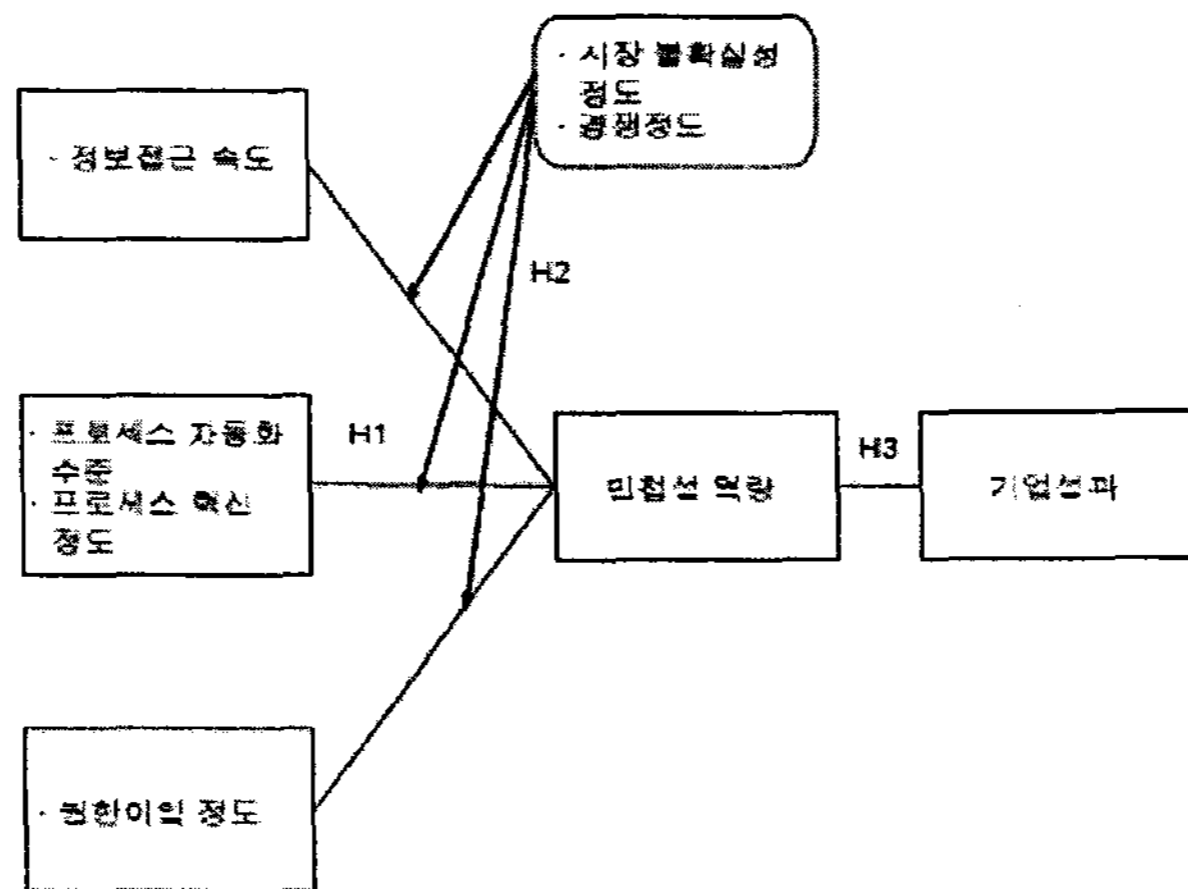 · 시장 불확실성
정도
· 경쟁정도
· 정보접근 속도
H2
· 프로세스 자동화
수준
· 프로세스 혁신
정도
H1
민첩성 역량
H3
기업성과
· 권한이임 정도